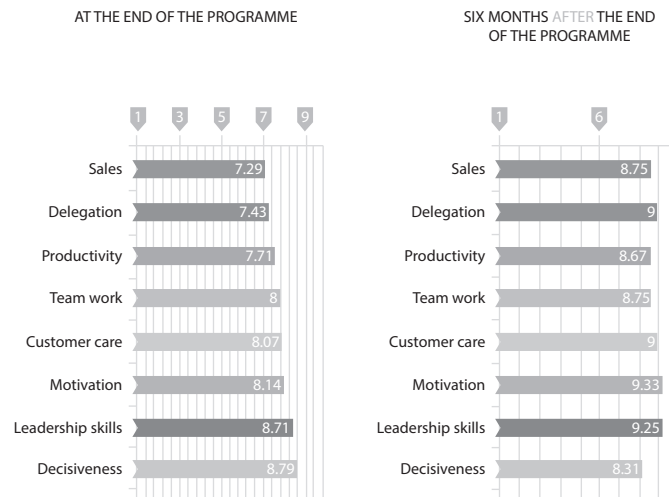 AT THE END OF THE PROGRAMME
1 3 5 7 9
Sales 7.29
Delegation 7.43
Productivity 7.71
Team work 8
Customer care 8.07
Motivation 8.14
Leadership skills 8.71
Decisiveness 8.79
SIX MONTHS AFTER THE END
OF THE PROGRAMME
1 6
Sales 8.75
Delegation 9
Productivity 8.67
Team work 8.75
Customer care 9
Motivation 9.33
Leadership skills 9.25
Decisiveness 8.31